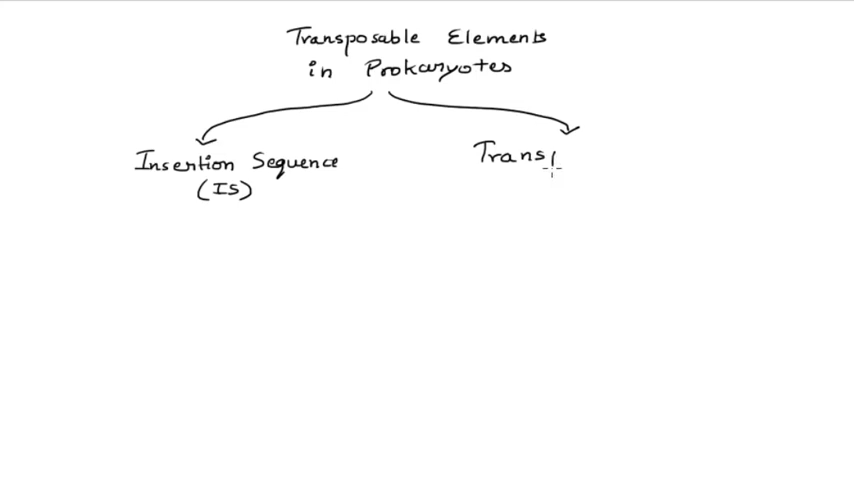 Transposable Elements
in Prokaryotes
Insertion Sequence
(IS)
Trans